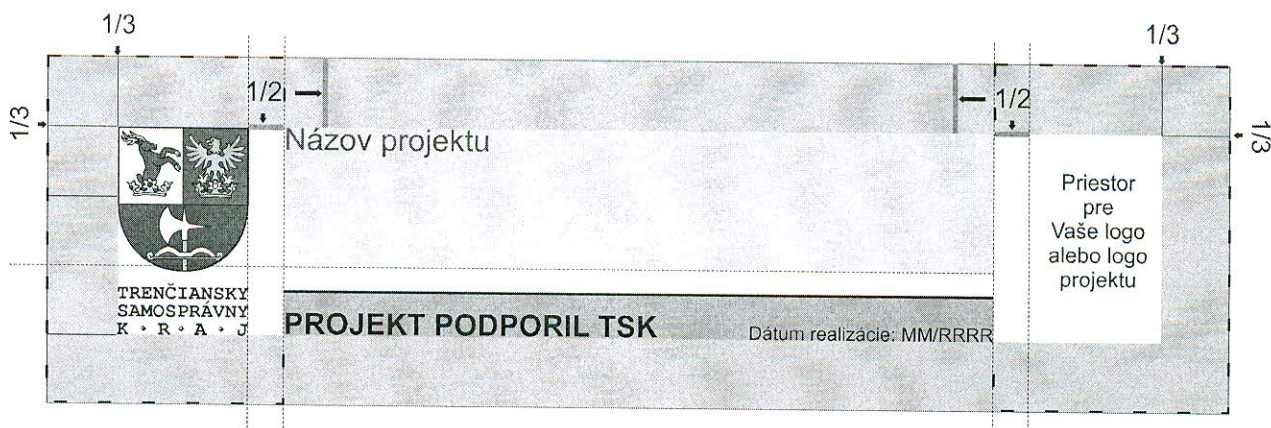 1/3
1/3
1/2
1/2
1/3
1/3
Názov projektu
Priestor
pre
Vaše logo
alebo logo
projektu
TRENČIANSKY
SAMOSPRÁVNY
K · R · A · J
PROJEKT PODPORIL TSK
Dátum realizácie: MM/RRRR